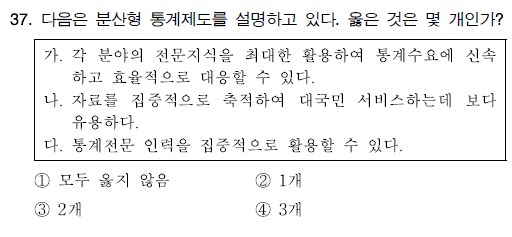 37. 다음은 분산형 통계제도를 설명하고 있다. 옳은 것은 몇 개인가?
가. 각 분야의 전문지식을 최대한 활용하여 통계수요에 신속
하고 효율적으로 대응할 수 있다.
나. 자료를 집중적으로 축적하여 대국민 서비스하는데 보다
유용하다.
다. 통계전문 인력을 집중적으로 활용할 수 있다.
① 모두 옳지 않음 ② 1개
③ 2개 ④ 3개